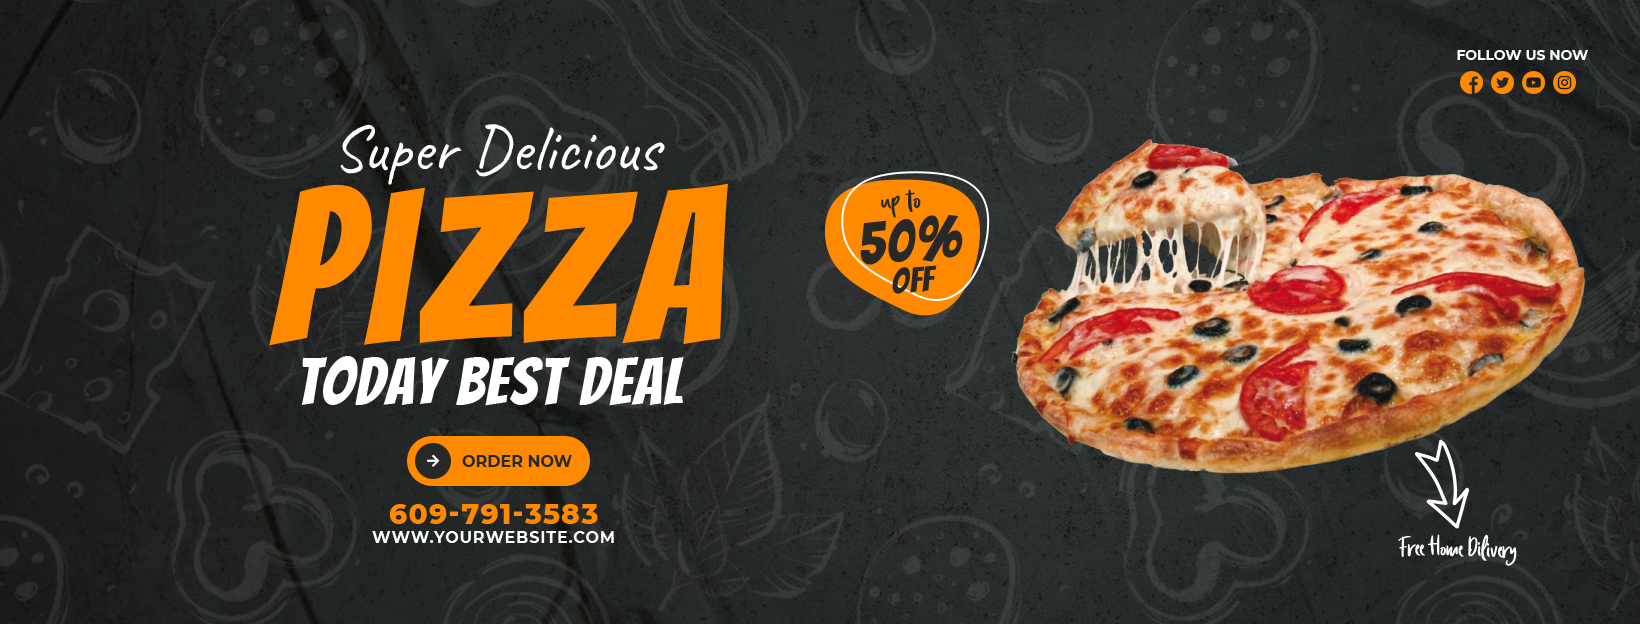 FOLLOW US NOW
Super Delicious
PIZZA
TODAY BEST DEAL
up to
50%
OFF
ORDER NOW
609-791-3583
WWW.YOURWEBSITE.COM
Free Home Dilivery